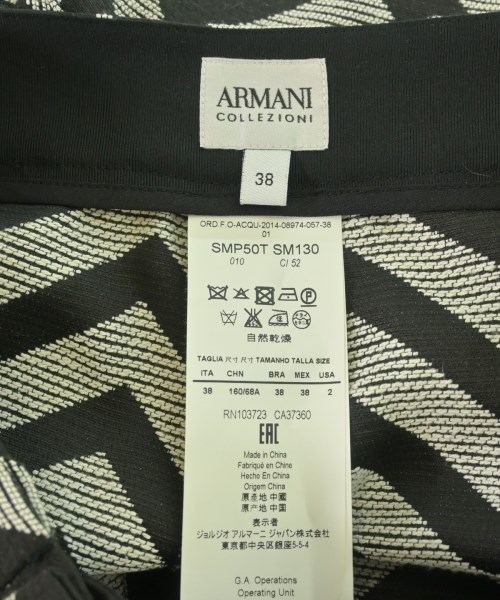 ARMANI
COLLEZIONI
38
ORD F.O-ACQU-2014-08974-057-38
01
SMP50T SM130
010 CI 52
自然乾燥
TAGLIA 尺寸 尺寸 TAMANHO TALLA SIZE
ITA CHN BRA MEX USA
38 160/68A 38 38 2
RN103723 CA37360
EAC
Made in China
Fabriqué en Chine
Hecho En China
Origem China
原產地 中國
原产地 中国
表示者
ジョルジオ アルマーニ ジャパン株式会社
東京都中央区銀座5-5-4
G.A. Operations
Operating Unit